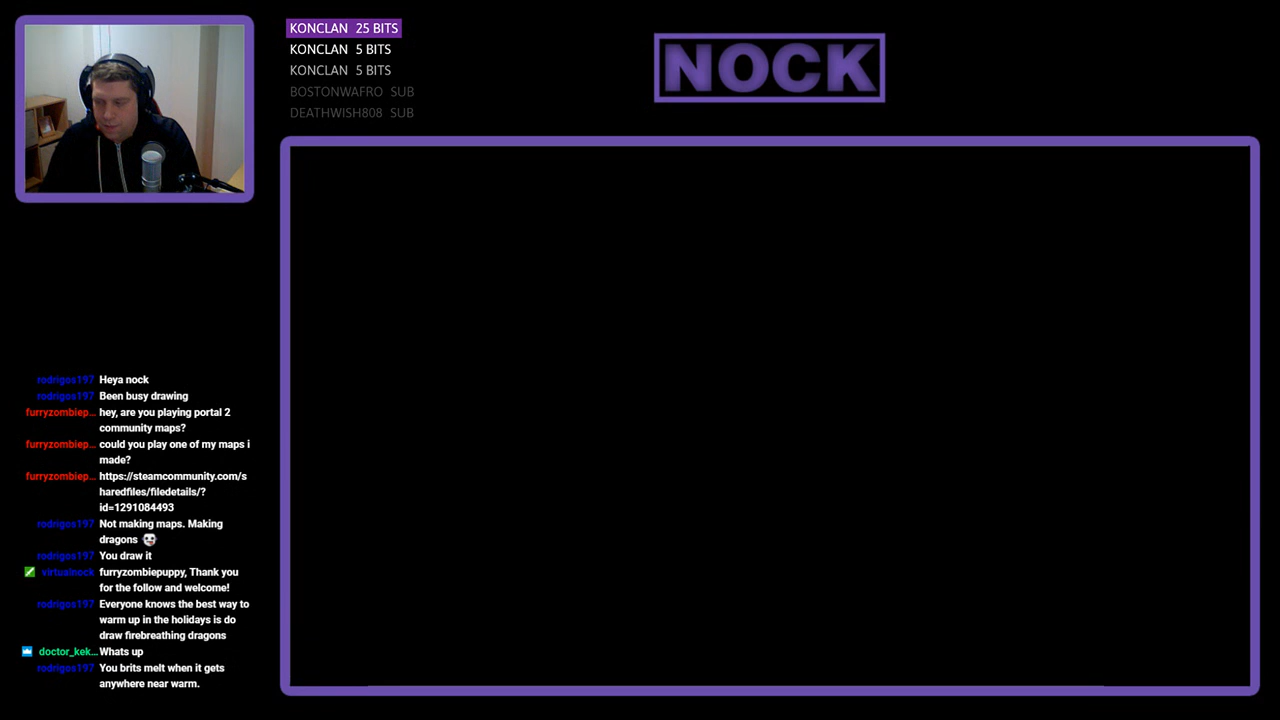 KONCLAN 25 BITS
KONCLAN 5 BITS
KONCLAN 5 BITS
BOSTONWAFRO SUB
DEATHWISH808 SUB
NOCK
rodrigos197 Heya nock
rodrigos197 Been busy drawing
furryzombiep... hey, are you playing portal 2
community maps?
furryzombiep... could you play one of my maps i
made?
furryzombiep... https://steamcommunity.com/s
haredfiles/filedetails/?
id=1291084493
rodrigos197 Not making maps. Making
dragons
rodrigos197 You draw it
virtualnock furryzombiepuppy, Thank you
for the follow and welcome!
rodrigos197 Everyone knows the best way to
warm up in the holidays is do
draw firebreathing dragons
doctor_kek... Whats up
rodrigos197 You brits melt when it gets
anywhere near warm.